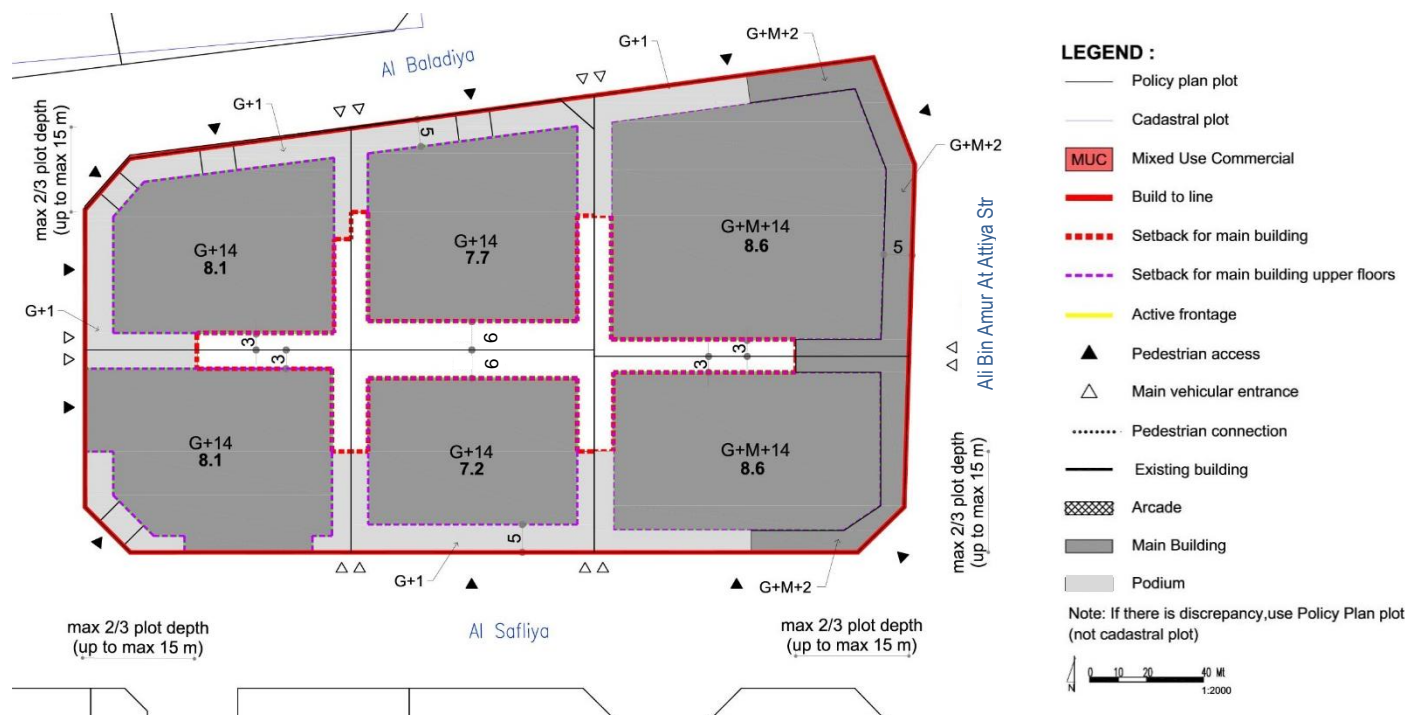 Al Baladiya
G+1
G+M+2
G+1
5
max 2/3 plot depth
(up to max 15 m)
G+M+2
G+14
8.1
G+14
7.7
G+M+14
8.6
5
Ali Bin Amur At Attiya Str
G+1
3
3
6
6
3
3
G+14
8.1
G+14
7.2
G+M+14
8.6
5
G+1
G+M+2
max 2/3 plot depth
(up to max 15 m)
max 2/3 plot depth
(up to max 15 m)
Al Safliya
max 2/3 plot depth
(up to max 15 m)
LEGEND :
Policy plan plot
Cadastral plot
MUC Mixed Use Commercial
Build to line
Setback for main building
Setback for main building upper floors
Active frontage
Pedestrian access
Main vehicular entrance
Pedestrian connection
Existing building
Arcade
Main Building
Podium
Note: If there is discrepancy,use Policy Plan plot
(not cadastral plot)
N
0 10 20 40 Mt
1:2000